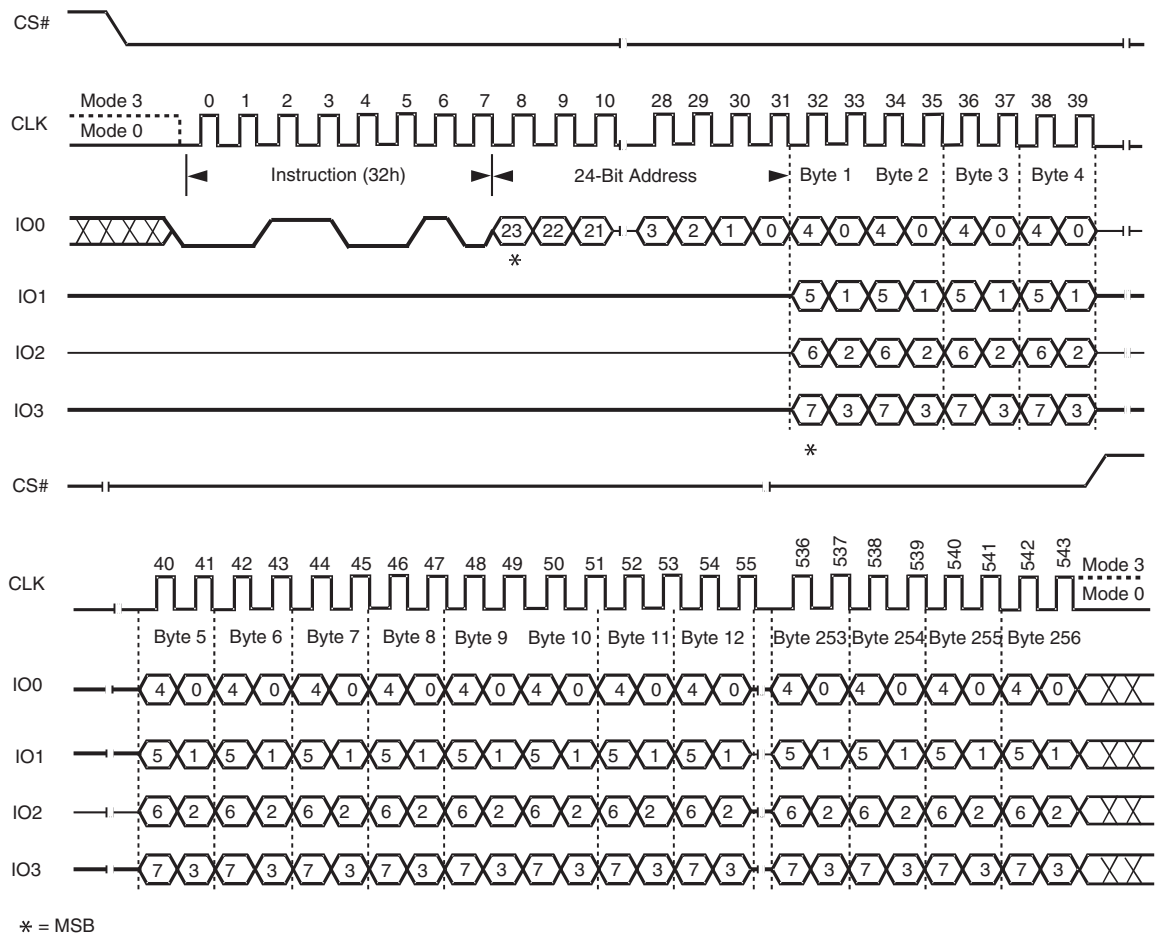 CS#
0 1 2 3 4 5 6 7 8 9 10 28 29 30 31 32 33 34 35 36 37 38 39
Mode 3
CLK
Mode 0
Instruction (32h) 24-Bit Address Byte 1 Byte 2 Byte 3 Byte 4
IO0 23 22 21 3 2 1 0 4 0 4 0 4 0 4 0
*
IO1 5 1 5 1 5 1 5 1
IO2 6 2 6 2 6 2 6 2
IO3 7 3 7 3 7 3 7 3
*
CS#
40 41 42 43 44 45 46 47 48 49 50 51 52 53 54 55 536 537 538 539 540 541 542 543
Mode 3
CLK
Mode 0
Byte 5 Byte 6 Byte 7 Byte 8 Byte 9 Byte 10 Byte 11 Byte 12 Byte 253 Byte 254 Byte 255 Byte 256
IO0 4 0 4 0 4 0 4 0 4 0 4 0 4 0 4 0 4 0 4 0 4 0 4 0
IO1 5 1 5 1 5 1 5 1 5 1 5 1 5 1 5 1 5 1 5 1 5 1 5 1
IO2 6 2 6 2 6 2 6 2 6 2 6 2 6 2 6 2 6 2 6 2 6 2 6 2
IO3 7 3 7 3 7 3 7 3 7 3 7 3 7 3 7 3 7 3 7 3 7 3 7 3
* = MSB